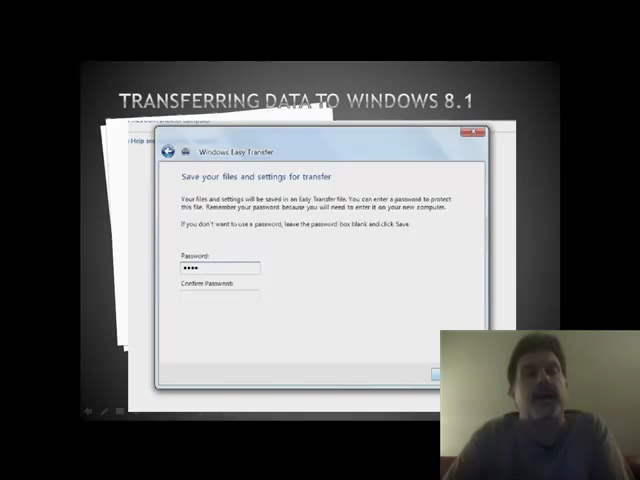 TRANSFERRING DATA TO WINDOWS 8.1
Help and
Windows Easy Transfer
Save your files and settings for transfer
Your files and settings will be saved in an Easy Transfer file. You can enter a password to protect
this file. Remember your password because you will need to enter it on your new computer.
If you don't want to use a password, leave the password box blank and click Save.
Password:
Confirm Password: